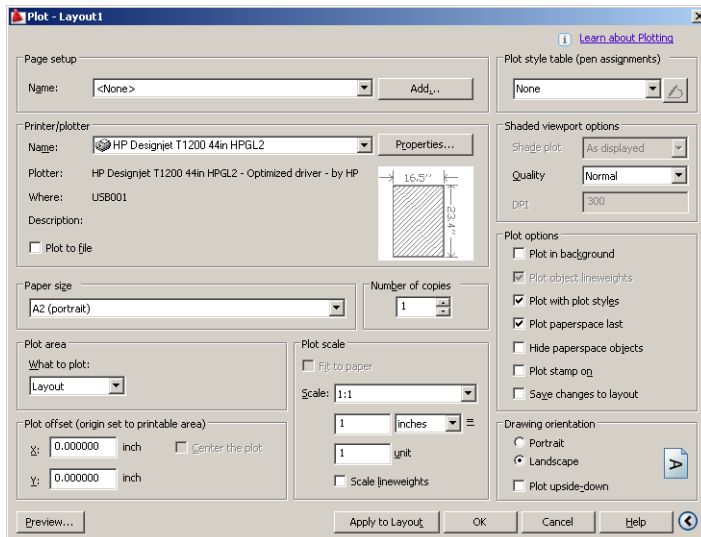 Plot - Layout1
Learn about Plotting
Page setup
Name: <None> Add...
Plot style table (pen assignments)
None
Printer/plotter
Name: HP Designjet T1200 44in HPGL2 Properties...
Plotter: HP Designjet T1200 44in HPGL2 - Optimized driver - by HP
Where: USB001
Description:
Plot to file
16.5''
23.4''
Shaded viewport options
Shade plot As displayed
Quality Normal
DPI 300
Paper size
A2 (portrait)
Number of copies
1
Plot options
Plot in background
Plot object lineweights
Plot with plot styles
Plot paperspace last
Hide paperspace objects
Plot stamp on
Save changes to layout
Plot area
What to plot:
Layout
Plot scale
Fit to paper
Scale: 1:1
1 inches =
1 unit
Scale lineweights
Plot offset (origin set to printable area)
X: 0.000000 inch Center the plot
Y: 0.000000 inch
Drawing orientation
Portrait
Landscape
Plot upside-down
A
Preview... Apply to Layout OK Cancel Help